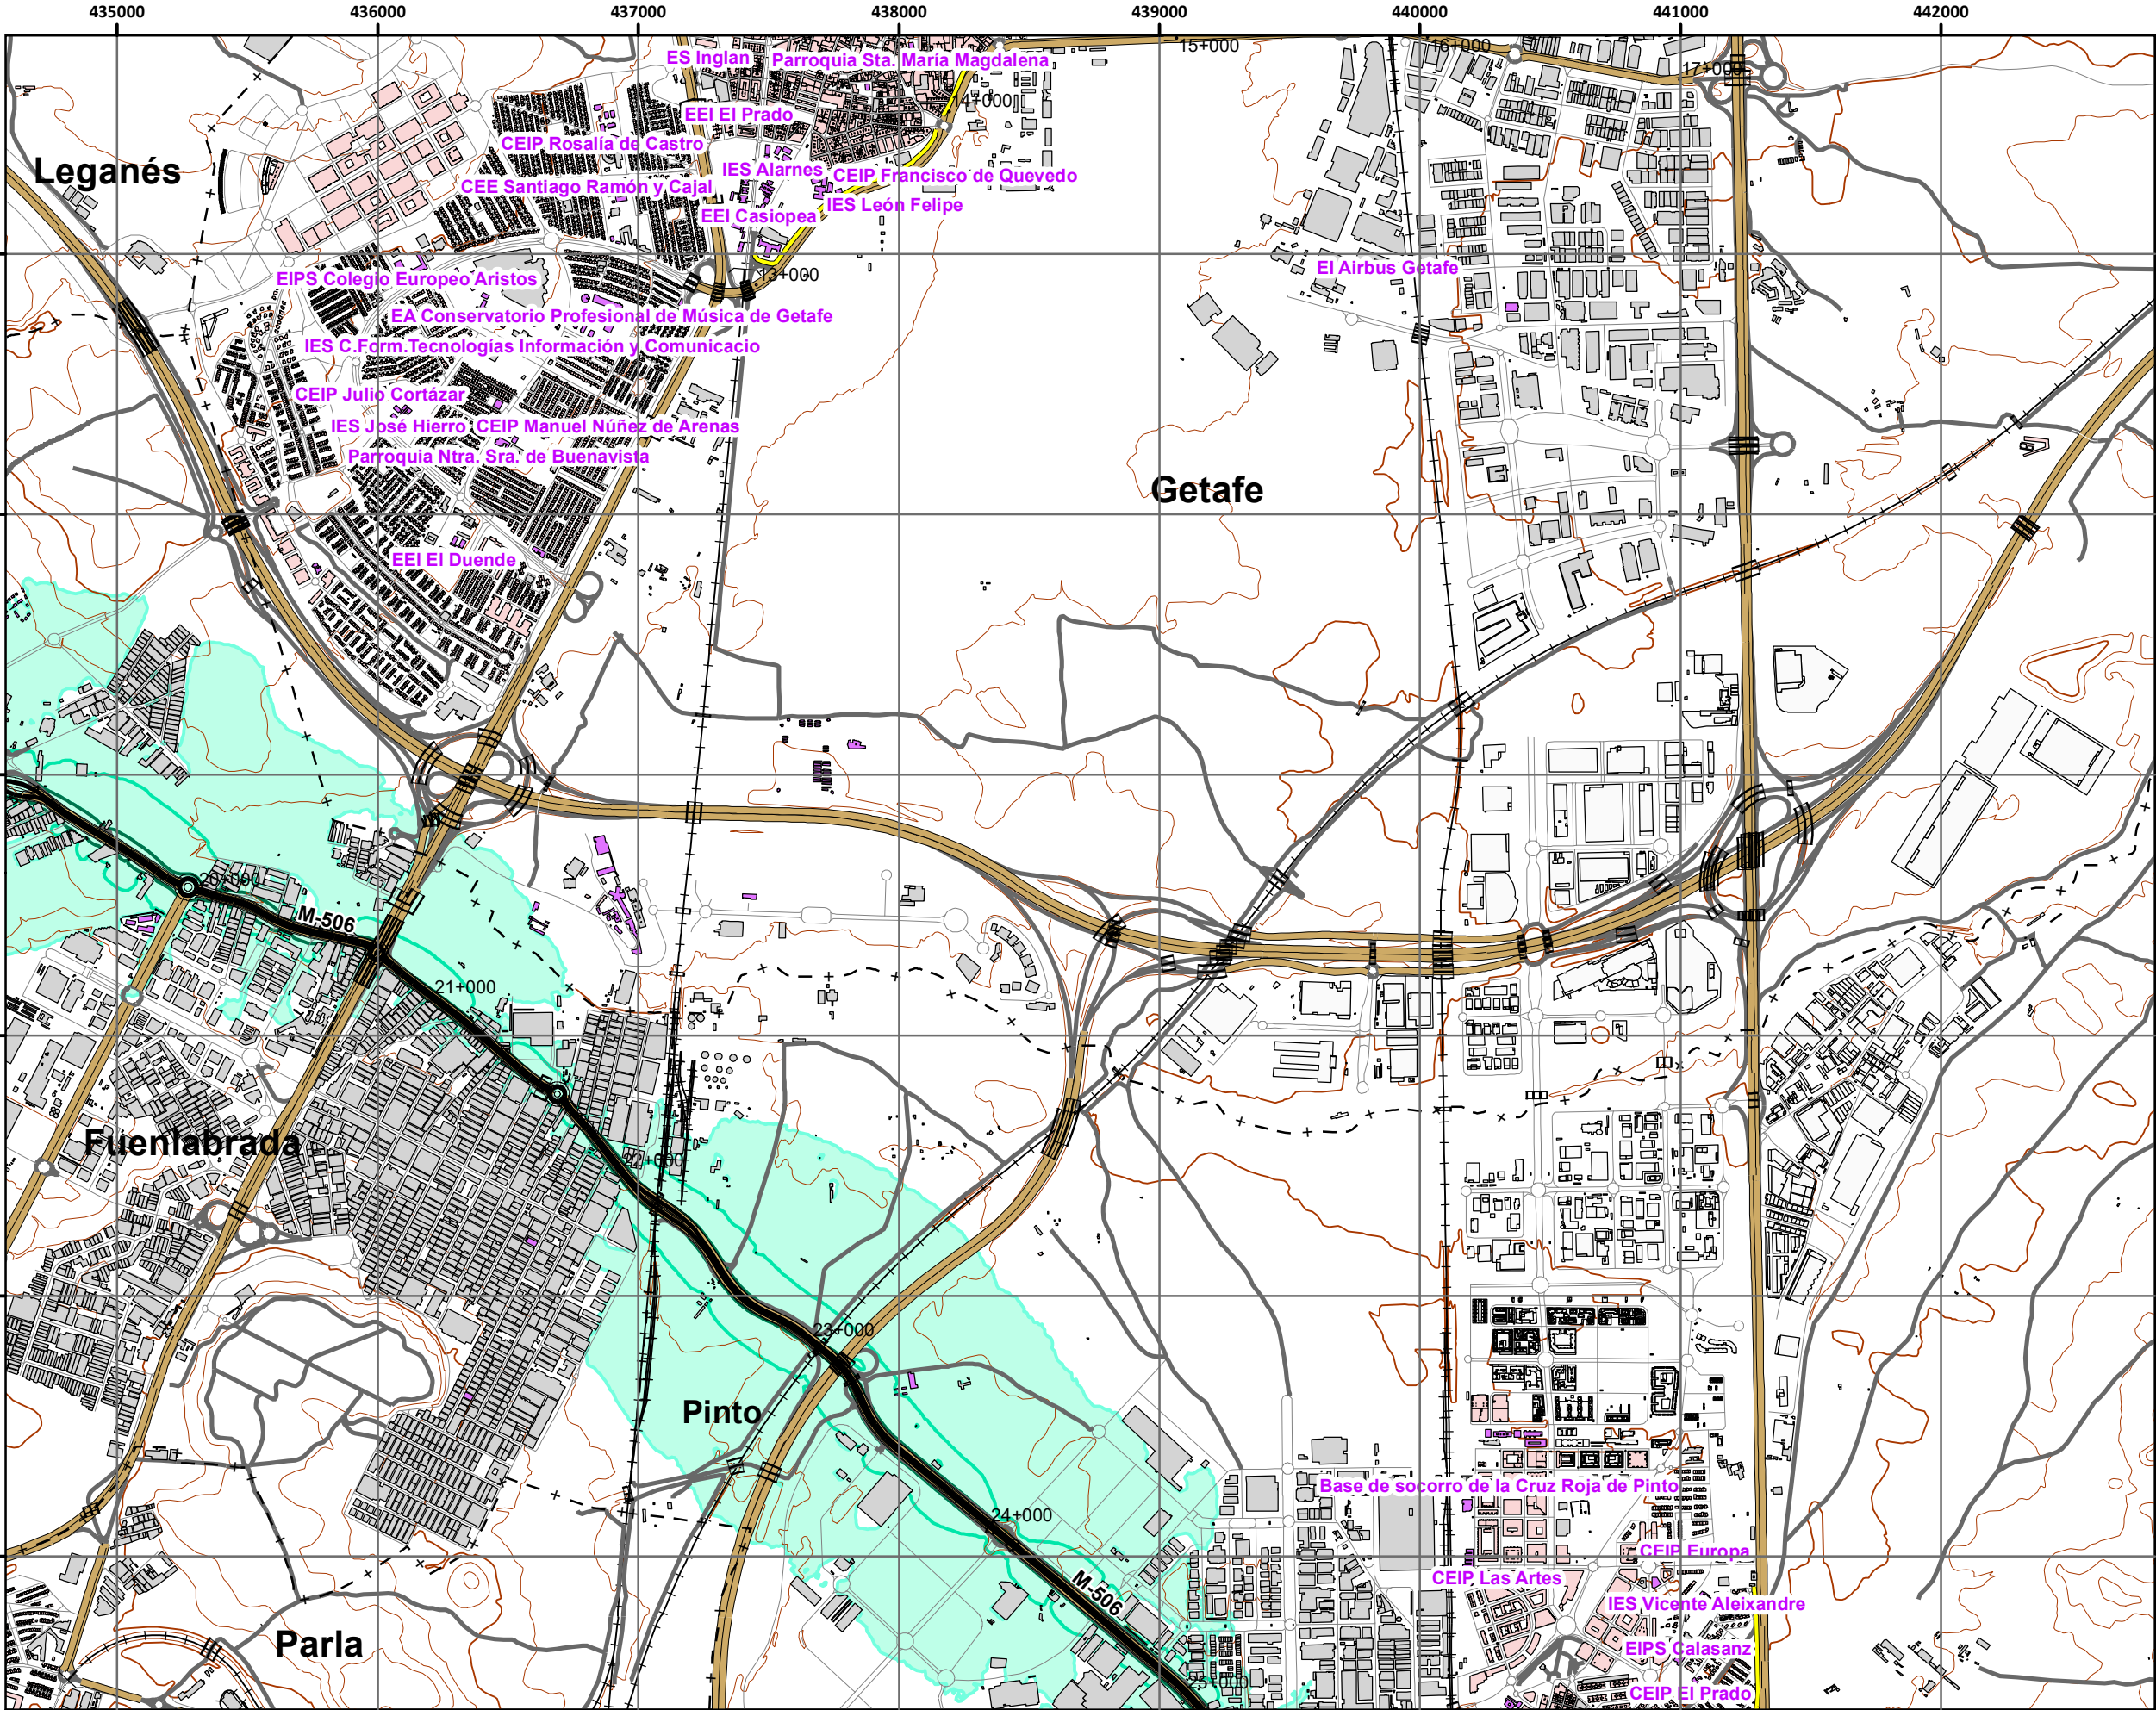 435000 436000 437000 438000 439000 440000 441000 442000
15+000 16+000
ES Inglan Parroquia Sta. María Magdalena
17+000
14+000
EEI El Prado
CEIP Rosalía de Castro
Leganés
IES Alarnes CEIP Francisco de Quevedo
CEE Santiago Ramón y Cajal
IES León Felipe
EEI Casiopea
EI Airbus Getafe
13+000
EIPS Colegio Europeo Aristos
EA Conservatorio Profesional de Música de Getafe
IES C.Form.Tecnologías Información y Comunicacio
CEIP Julio Cortázar
IES José Hierro CEIP Manuel Núñez de Arenas
Parroquia Ntra. Sra. de Buenavista
Getafe
EEI El Duende
20+000
M-506
21+000
Fuenlabrada
22+000
23+000
Pinto
Base de socorro de la Cruz Roja de Pinto
24+000
CEIP Europa
CEIP Las Artes
M-506
IES Vicente Aleixandre
Parla
EIPS Calasanz
25+000
CEIP El Prado